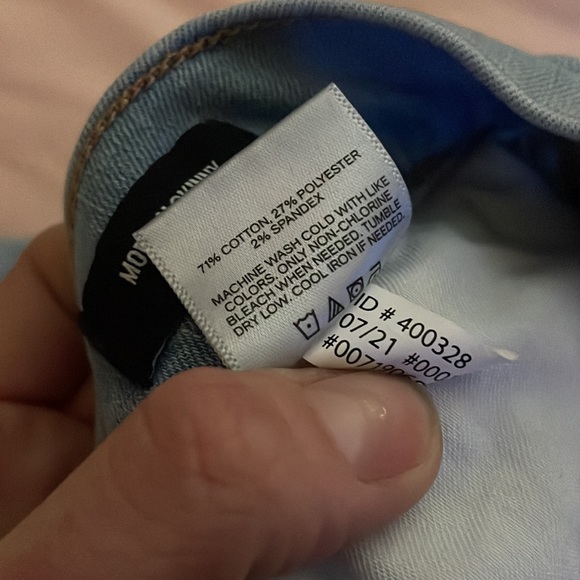 71% COTTON, 27% POLYESTER
2% SPANDEX
MACHINE WASH COLD WITH LIKE
COLORS. ONLY NON-CHLORINE
BLEACH WHEN NEEDED. TUMBLE
DRY LOW. COOL IRON IF NEEDED.
ID # 400328
07/21 #000